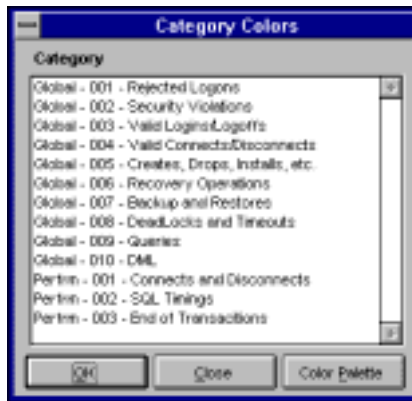 Category Colors
Category
Global - 001 - Rejected Logons
Global - 002 - Security Violations
Global - 003 - Valid Logins/Logoffs
Global - 004 - Valid Connects/Disconnects
Global - 005 - Creates, Drops, Installs, etc.
Global - 006 - Recovery Operations
Global - 007 - Backup and Restores
Global - 008 - DeadLocks and Timeouts
Global - 009 - Queries
Global - 010 - DML
Perfrm - 001 - Connects and Disconnects
Perfrm - 002 - SQL Timings
Perfrm - 003 - End of Transactions
OK Close Color Palette